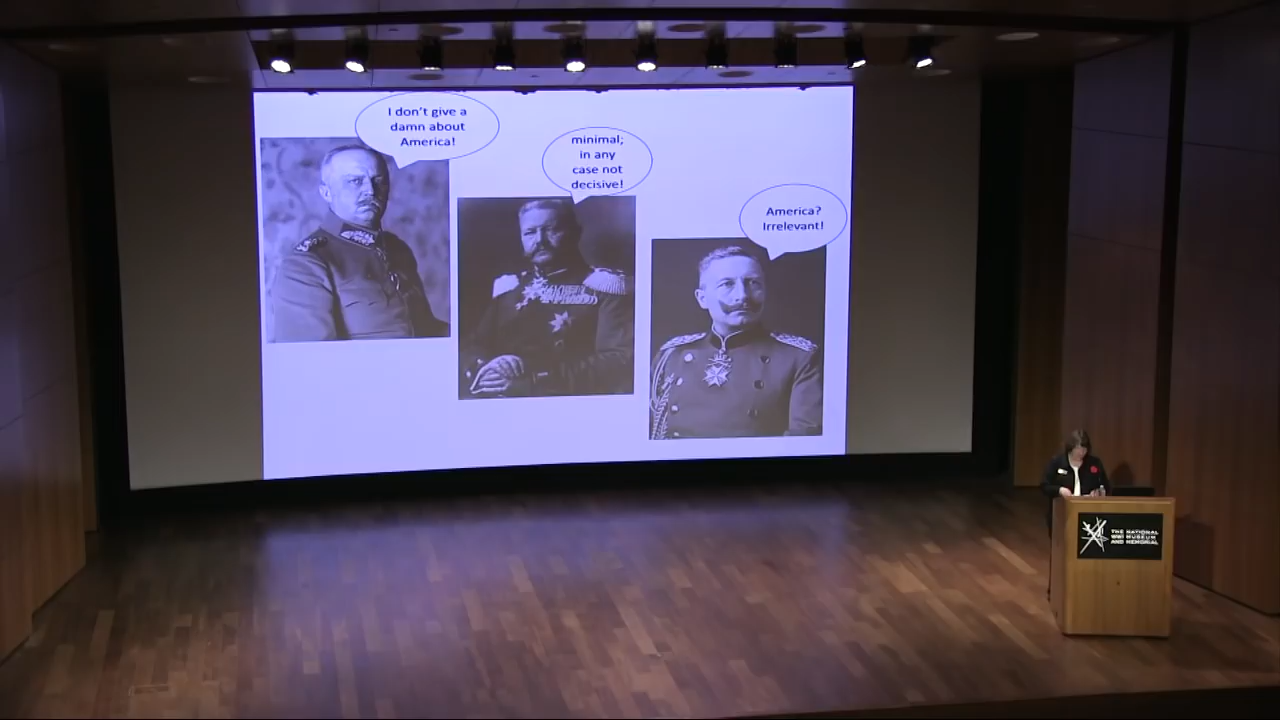 I don't give a
damn about
America!
minimal;
in any
case not
decisive!
America?
Irrelevant!
THE NATIONAL
WWI MUSEUM
AND MEMORIAL